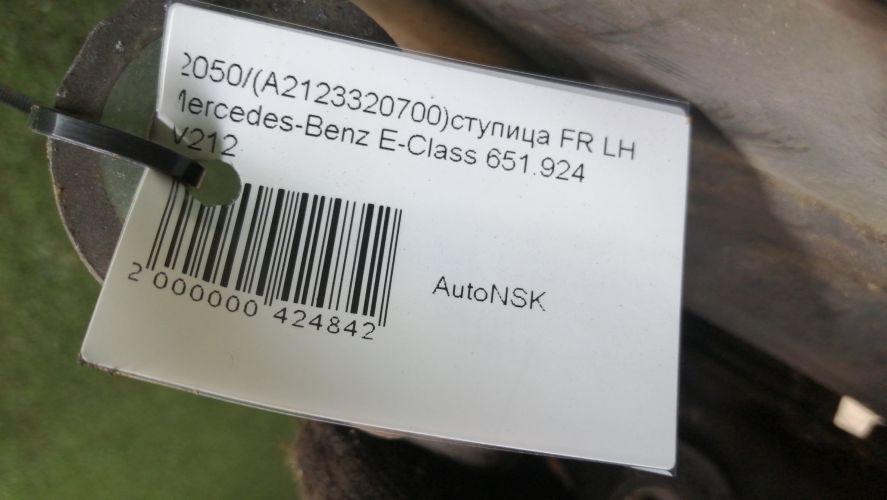 2050/(A2123320700)ступица FR LH
Mercedes-Benz E-Class 651.924
V212
2 000000 424842
AutoNSK